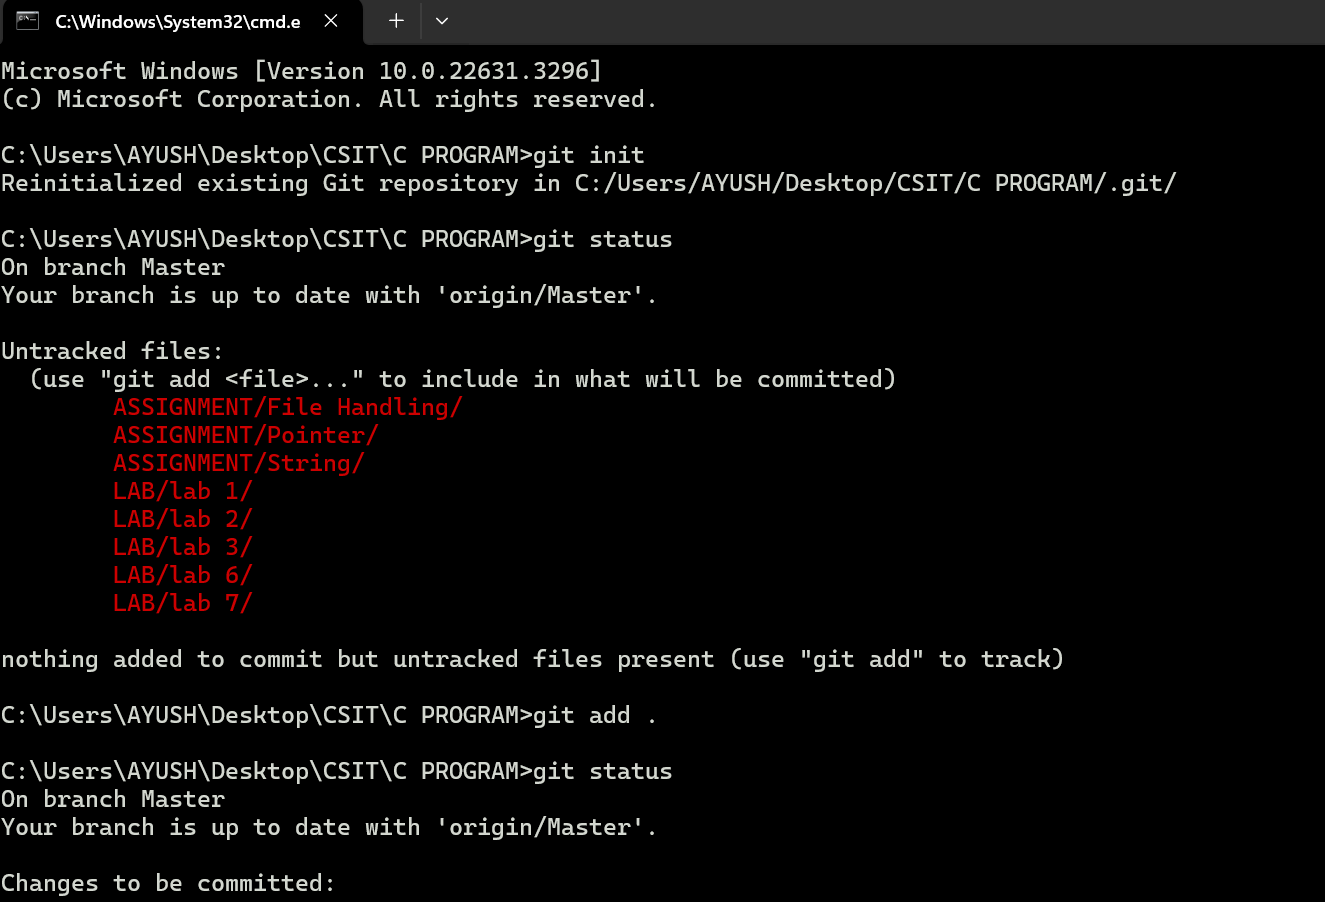 C:\Windows\System32\cmd.e
Microsoft Windows [Version 10.0.22631.3296]
(c) Microsoft Corporation. All rights reserved.
C:\Users\AYUSH\Desktop\CSIT\C PROGRAM>git init
Reinitialized existing Git repository in C:/Users/AYUSH/Desktop/CSIT/C PROGRAM/.git/
C:\Users\AYUSH\Desktop\CSIT\C PROGRAM>git status
On branch Master
Your branch is up to date with 'origin/Master'.
Untracked files:
  (use "git add <file>..." to include in what will be committed)
        ASSIGNMENT/File Handling/
        ASSIGNMENT/Pointer/
        ASSIGNMENT/String/
        LAB/lab 1/
        LAB/lab 2/
        LAB/lab 3/
        LAB/lab 6/
        LAB/lab 7/
nothing added to commit but untracked files present (use "git add" to track)
C:\Users\AYUSH\Desktop\CSIT\C PROGRAM>git add .
C:\Users\AYUSH\Desktop\CSIT\C PROGRAM>git status
On branch Master
Your branch is up to date with 'origin/Master'.
Changes to be committed: